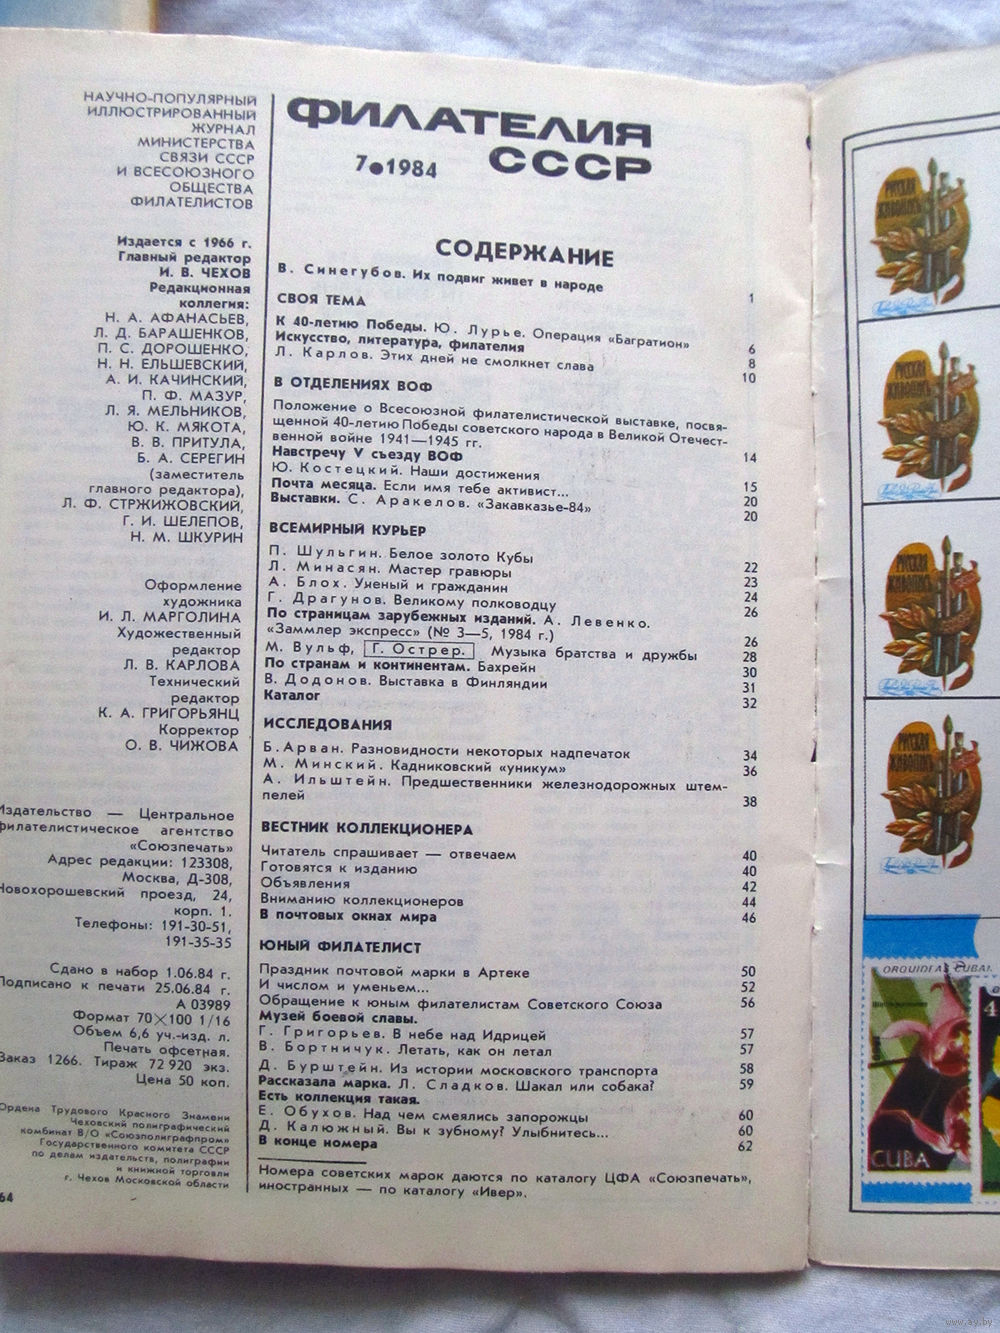 НАУЧНО-ПОПУЛЯРНЫЙ
ИЛЛЮСТРИРОВАННЫЙ
ЖУРНАЛ
МИНИСТЕРСТВА
СВЯЗИ СССР
И ВСЕСОЮЗНОГО
ОБЩЕСТВА
ФИЛАТЕЛИСТОВ
Издается с 1966 г.
Главный редактор
И. В. ЧЕХОВ
Редакционная
коллегия:
Н. А. АФАНАСЬЕВ,
Л. Д. БАРАШЕНКОВ,
П. С. ДОРОШЕНКО,
Н. Н. ЕЛЬШЕВСКИЙ,
А. И. КАЧИНСКИЙ,
П. Ф. МАЗУР,
Л. Я. МЕЛЬНИКОВ,
Ю. К. МЯКОТА,
В. В. ПРИТУЛА,
Б. А. СЕРЕГИН
(заместитель
главного редактора),
Л. Ф. СТРЖИЖОВСКИЙ,
Г. И. ШЕЛЕПОВ,
Н. М. ШКУРИН
Оформление
художника
И. Л. МАРГОЛИНА
Художественный
редактор
Л. В. КАРЛОВА
Технический
редактор
К. А. ГРИГОРЬЯНЦ
Корректор
О. В. ЧИЖОВА
Издательство — Центральное
филателистическое агентство
«Союзпечать»
Адрес редакции: 123308,
Москва, Д-308,
Новохорошевский проезд, 24,
корп. 1.
Телефоны: 191-30-51,
191-35-35
Сдано в набор 1.06.84 г.
Подписано к печати 25.06.84 г.
А 03989
Формат 70×100 1/16
Объем 6,6 уч.-изд. л.
Печать офсетная.
Заказ 1266. Тираж 72 920 экз.
Цена 50 коп.
Ордена Трудового Красного Знамени
Чеховский полиграфический
комбинат В/О «Союзполиграфпром»
Государственного комитета СССР
по делам издательств, полиграфии
и книжной торговли
г. Чехов Московской области
64
ФИЛАТЕЛИЯ
СССР
7●1984
СОДЕРЖАНИЕ
В. Синегубов. Их подвиг живет в народе 1
СВОЯ ТЕМА
К 40-летию Победы. Ю. Лурье. Операция «Багратион» 6
Искусство, литература, филателия 8
Л. Карлов. Этих дней не смолкнет слава 10
В ОТДЕЛЕНИЯХ ВОФ
Положение о Всесоюзной филателистической выставке, посвя-
щенной 40-летию Победы советского народа в Великой Отечест-
венной войне 1941—1945 гг. 14
Навстречу V съезду ВОФ
Ю. Костецкий. Наши достижения 15
Почта месяца. Если имя тебе активист... 20
Выставки. С. Аракелов. «Закавказье-84» 20
ВСЕМИРНЫЙ КУРЬЕР
П. Шульгин. Белое золото Кубы 22
Л. Минасян. Мастер гравюры 23
А. Блох. Ученый и гражданин 24
Г. Драгунов. Великому полководцу 26
По страницам зарубежных изданий. А. Левенко.
«Заммлер экспресс» (№ 3—5, 1984 г.) 26
М. Вульф, Г. Острер. Музыка братства и дружбы 28
По странам и континентам. Бахрейн 30
В. Додонов. Выставка в Финляндии 31
Каталог 32
ИССЛЕДОВАНИЯ
Б. Арван. Разновидности некоторых надпечаток 34
М. Минский. Кадниковский «уникум» 36
А. Ильштейн. Предшественники железнодорожных штем-
пелей 38
ВЕСТНИК КОЛЛЕКЦИОНЕРА
Читатель спрашивает — отвечаем 40
Готовятся к изданию 40
Объявления 42
Вниманию коллекционеров 44
В почтовых окнах мира 46
ЮНЫЙ ФИЛАТЕЛИСТ
Праздник почтовой марки в Артеке 50
И числом и уменьем... 52
Обращение к юным филателистам Советского Союза 56
Музей боевой славы.
Г. Григорьев. В небе над Идрицей 57
В. Бортничук. Летать, как он летал 57
Д. Бурштейн. Из истории московского транспорта 58
Рассказала марка. Л. Сладков. Шакал или собака? 59
Есть коллекция такая.
Е. Обухов. Над чем смеялись запорожцы 60
Д. Калюжный. Вы к зубному? Улыбнитесь... 60
В конце номера 62
Номера советских марок даются по каталогу ЦФА «Союзпечать»,
иностранных — по каталогу «Ивер».
РУССКАЯ
ЖИВОПИСЬ
РУССКАЯ
ЖИВОПИСЬ
РУССКАЯ
ЖИВОПИСЬ
РУССКАЯ
ЖИВОПИСЬ
ORQUIDEAS CUBA
CUBA
4
www.ay.by